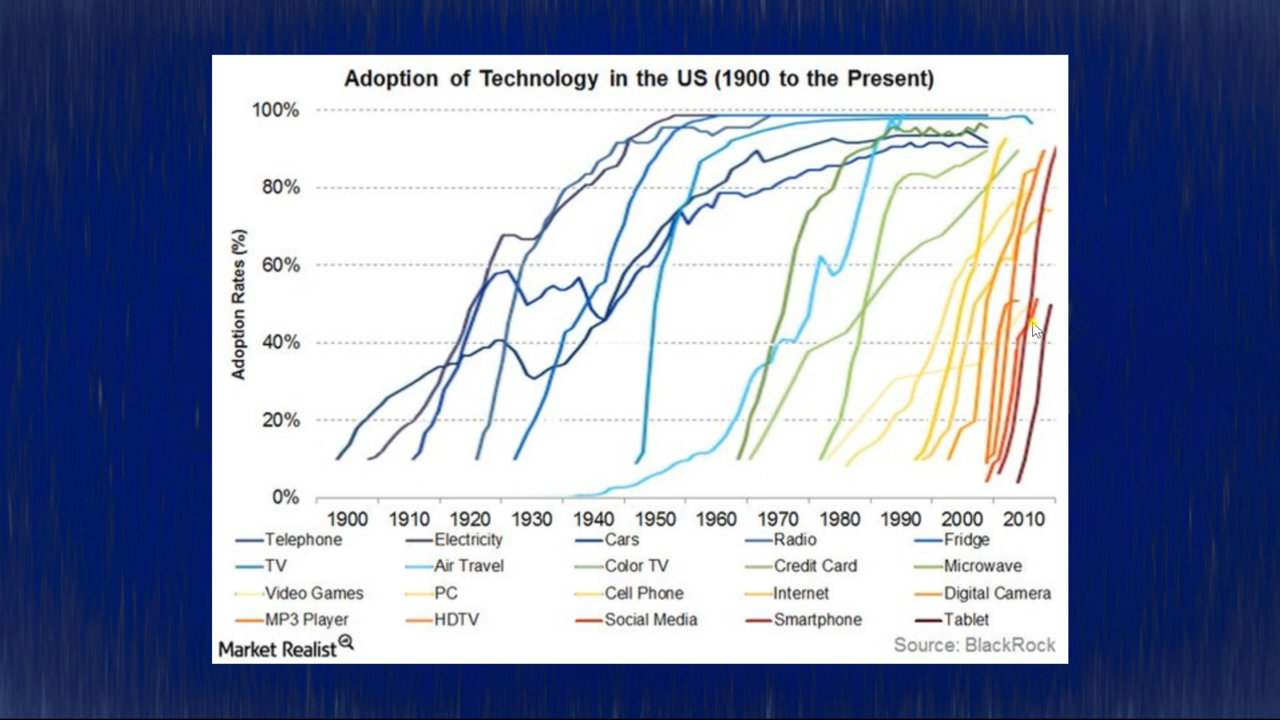 Adoption of Technology in the US (1900 to the Present)
100%
80%
60%
40%
20%
0%
Adoption Rates (%)
1900 1910 1920 1930 1940 1950 1960 1970 1980 1990 2000 2010
Telephone Electricity Cars Radio Fridge
TV Air Travel Color TV Credit Card Microwave
Video Games PC Cell Phone Internet Digital Camera
MP3 Player HDTV Social Media Smartphone Tablet
Market Realist Source: BlackRock